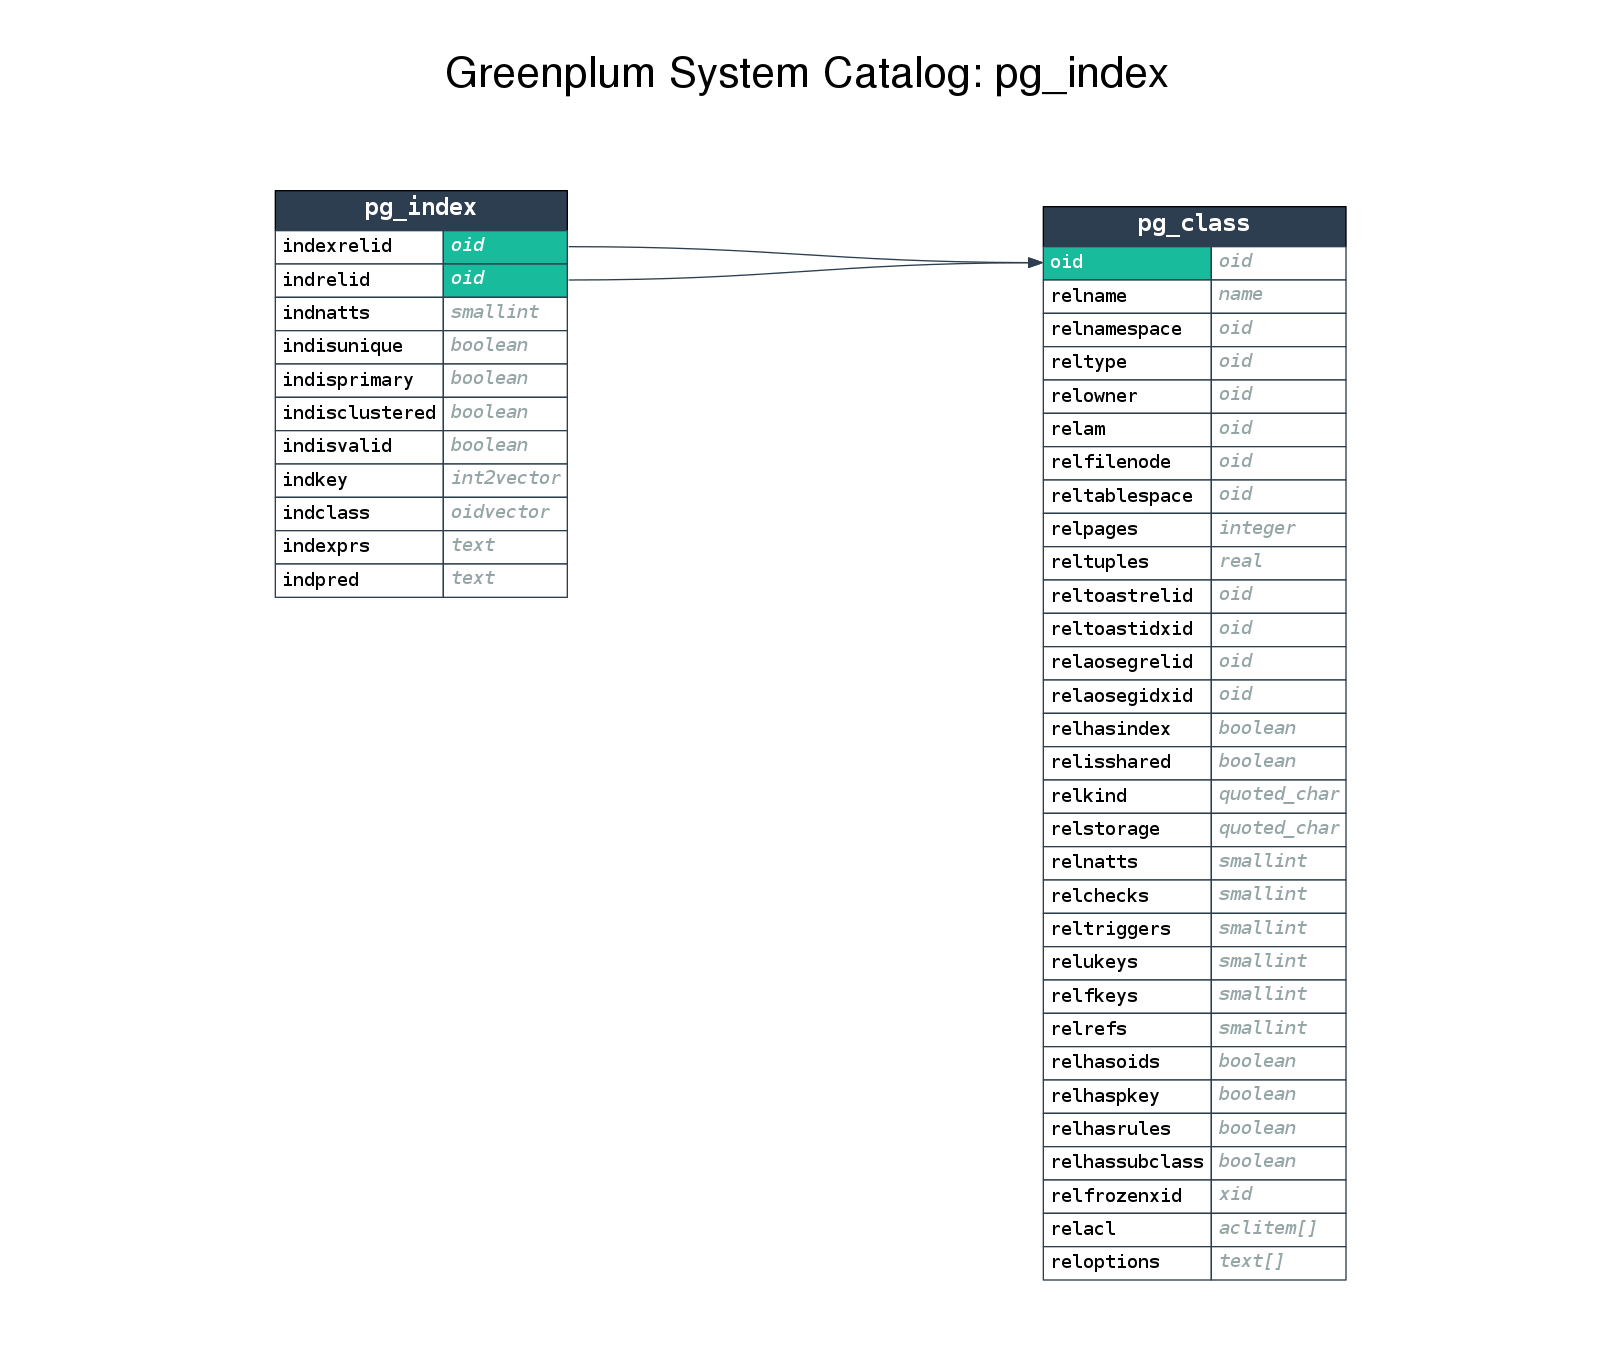 Greenplum System Catalog: pg_index
pg_index
indexrelid oid
indrelid oid
indnatts smallint
indisunique boolean
indisprimary boolean
indisclustered boolean
indisvalid boolean
indkey int2vector
indclass oidvector
indexprs text
indpred text
pg_class
oid oid
relname name
relnamespace oid
reltype oid
relowner oid
relam oid
relfilenode oid
reltablespace oid
relpages integer
reltuples real
reltoastrelid oid
reltoastidxid oid
relaosegrelid oid
relaosegidxid oid
relhasindex boolean
relisshared boolean
relkind quoted_char
relstorage quoted_char
relnatts smallint
relchecks smallint
reltriggers smallint
relukeys smallint
relfkeys smallint
relrefs smallint
relhasoids boolean
relhaspkey boolean
relhasrules boolean
relhassubclass boolean
relfrozenxid xid
relacl aclitem[]
reloptions text[]